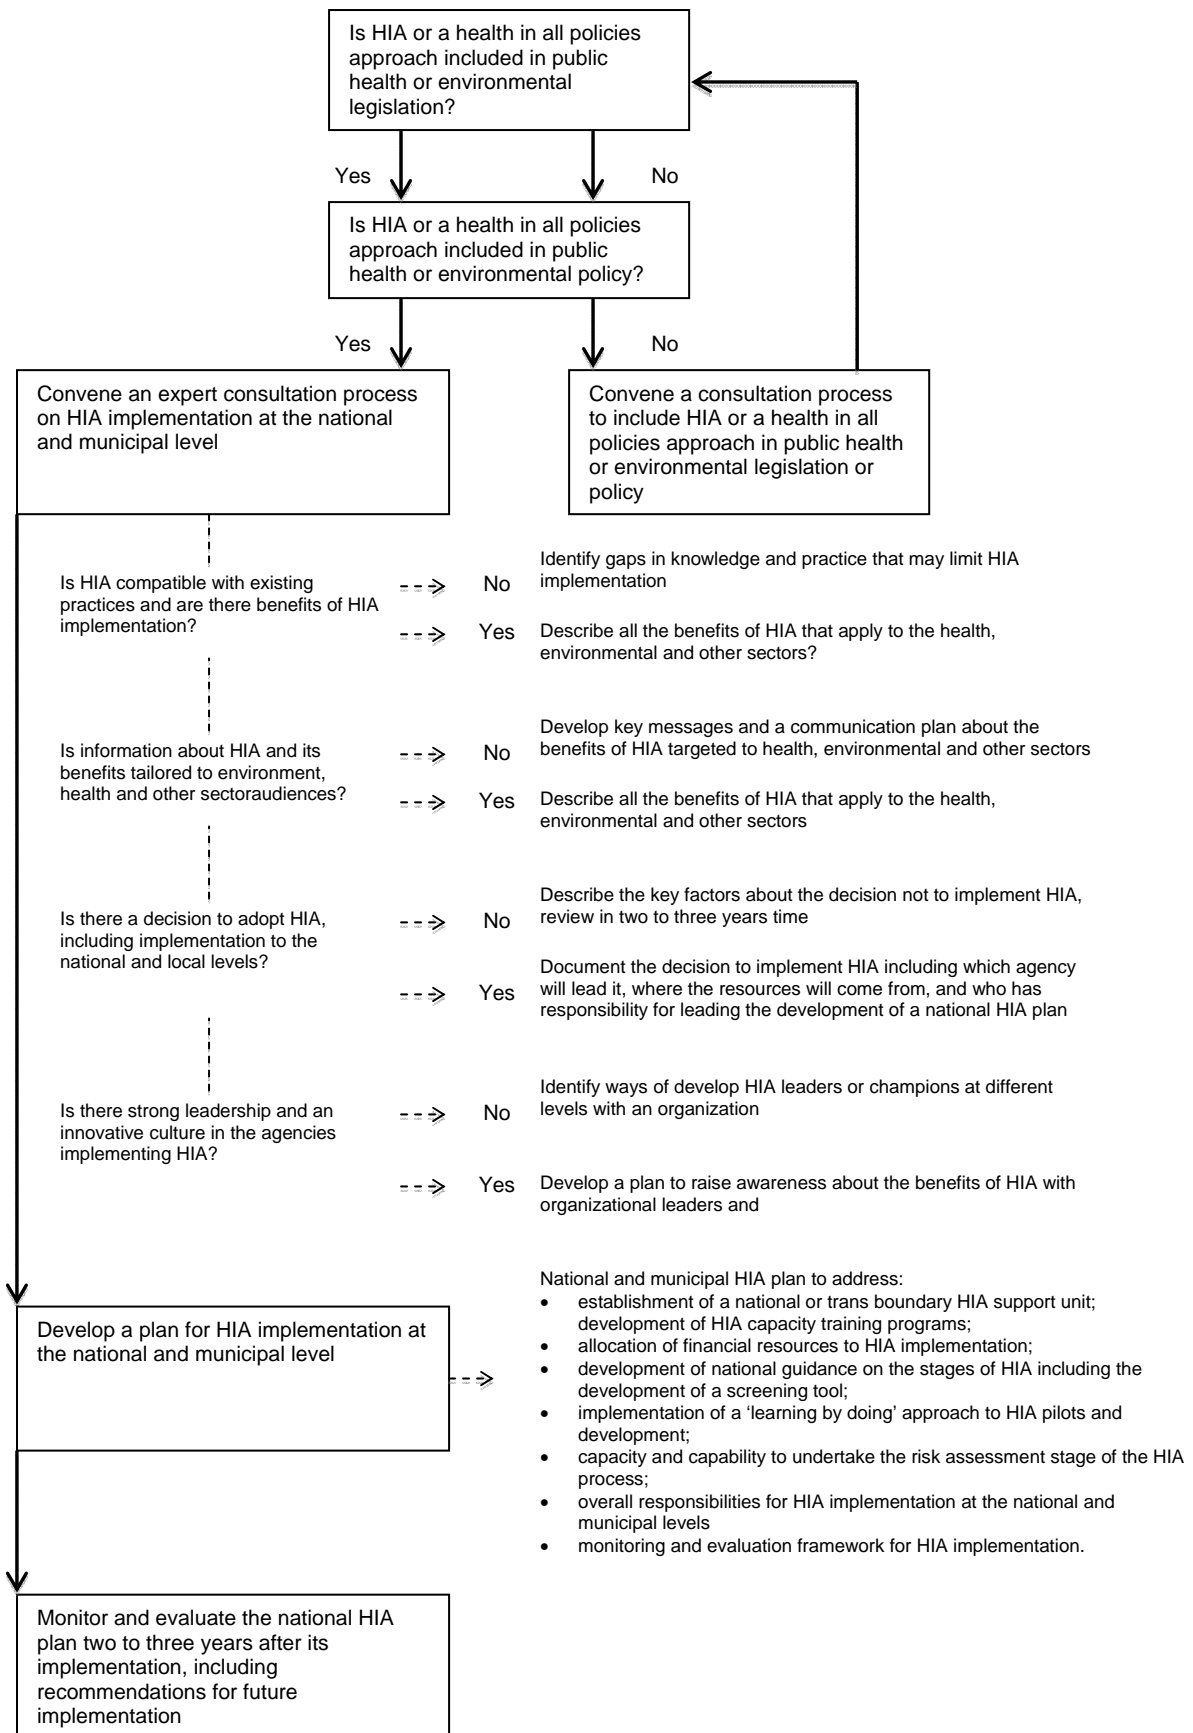 Is HIA or a health in all policies
approach included in public
health or environmental
legislation?
Yes
No
Is HIA or a health in all policies
approach included in public
health or environmental policy?
Yes
No
Convene an expert consultation process
on HIA implementation at the national
and municipal level
Convene a consultation process
to include HIA or a health in all
policies approach in public health
or environmental legislation or
policy
Is HIA compatible with existing
practices and are there benefits of HIA
implementation?
No
Identify gaps in knowledge and practice that may limit HIA
implementation
Yes
Describe all the benefits of HIA that apply to the health,
environmental and other sectors?
Is information about HIA and its
benefits tailored to environment,
health and other sectoraudiences?
No
Develop key messages and a communication plan about the
benefits of HIA targeted to health, environmental and other sectors
Yes
Describe all the benefits of HIA that apply to the health,
environmental and other sectors
Is there a decision to adopt HIA,
including implementation to the
national and local levels?
No
Describe the key factors about the decision not to implement HIA,
review in two to three years time
Yes
Document the decision to implement HIA including which agency
will lead it, where the resources will come from, and who has
responsibility for leading the development of a national HIA plan
Is there strong leadership and an
innovative culture in the agencies
implementing HIA?
No
Identify ways of develop HIA leaders or champions at different
levels with an organization
Yes
Develop a plan to raise awareness about the benefits of HIA with
organizational leaders and
Develop a plan for HIA implementation at
the national and municipal level
National and municipal HIA plan to address:
• establishment of a national or trans boundary HIA support unit;
development of HIA capacity training programs;
• allocation of financial resources to HIA implementation;
• development of national guidance on the stages of HIA including the
development of a screening tool;
• implementation of a ‘learning by doing’ approach to HIA pilots and
development;
• capacity and capability to undertake the risk assessment stage of the HIA
process;
• overall responsibilities for HIA implementation at the national and
municipal levels
• monitoring and evaluation framework for HIA implementation.
Monitor and evaluate the national HIA
plan two to three years after its
implementation, including
recommendations for future
implementation